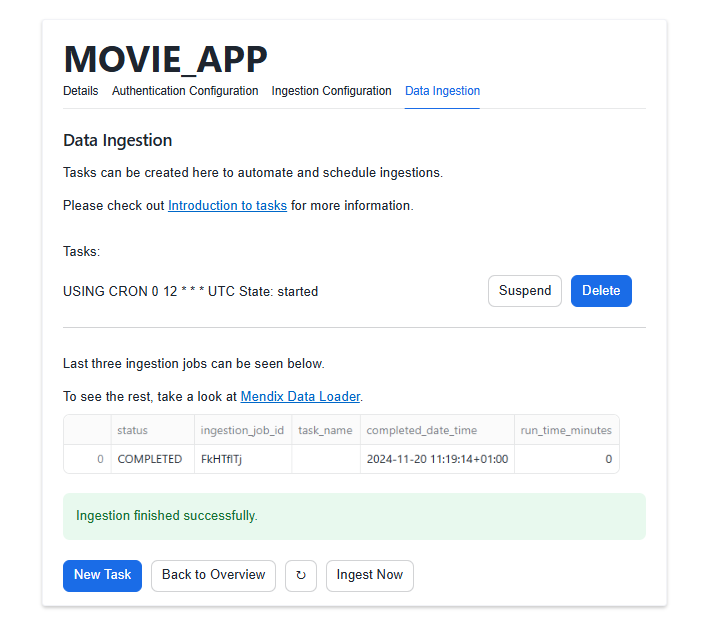 MOVIE_APP
Details Authentication Configuration Ingestion Configuration Data Ingestion
Data Ingestion
Tasks can be created here to automate and schedule ingestions.
Please check out Introduction to tasks for more information.
Tasks:
USING CRON 0 12 * * * UTC State: started Suspend Delete
Last three ingestion jobs can be seen below.
To see the rest, take a look at Mendix Data Loader.
status ingestion_job_id task_name completed_date_time run_time_minutes
0 COMPLETED FkHTflTj 2024-11-20 11:19:14+01:00 0
Ingestion finished successfully.
New Task Back to Overview ↻ Ingest Now